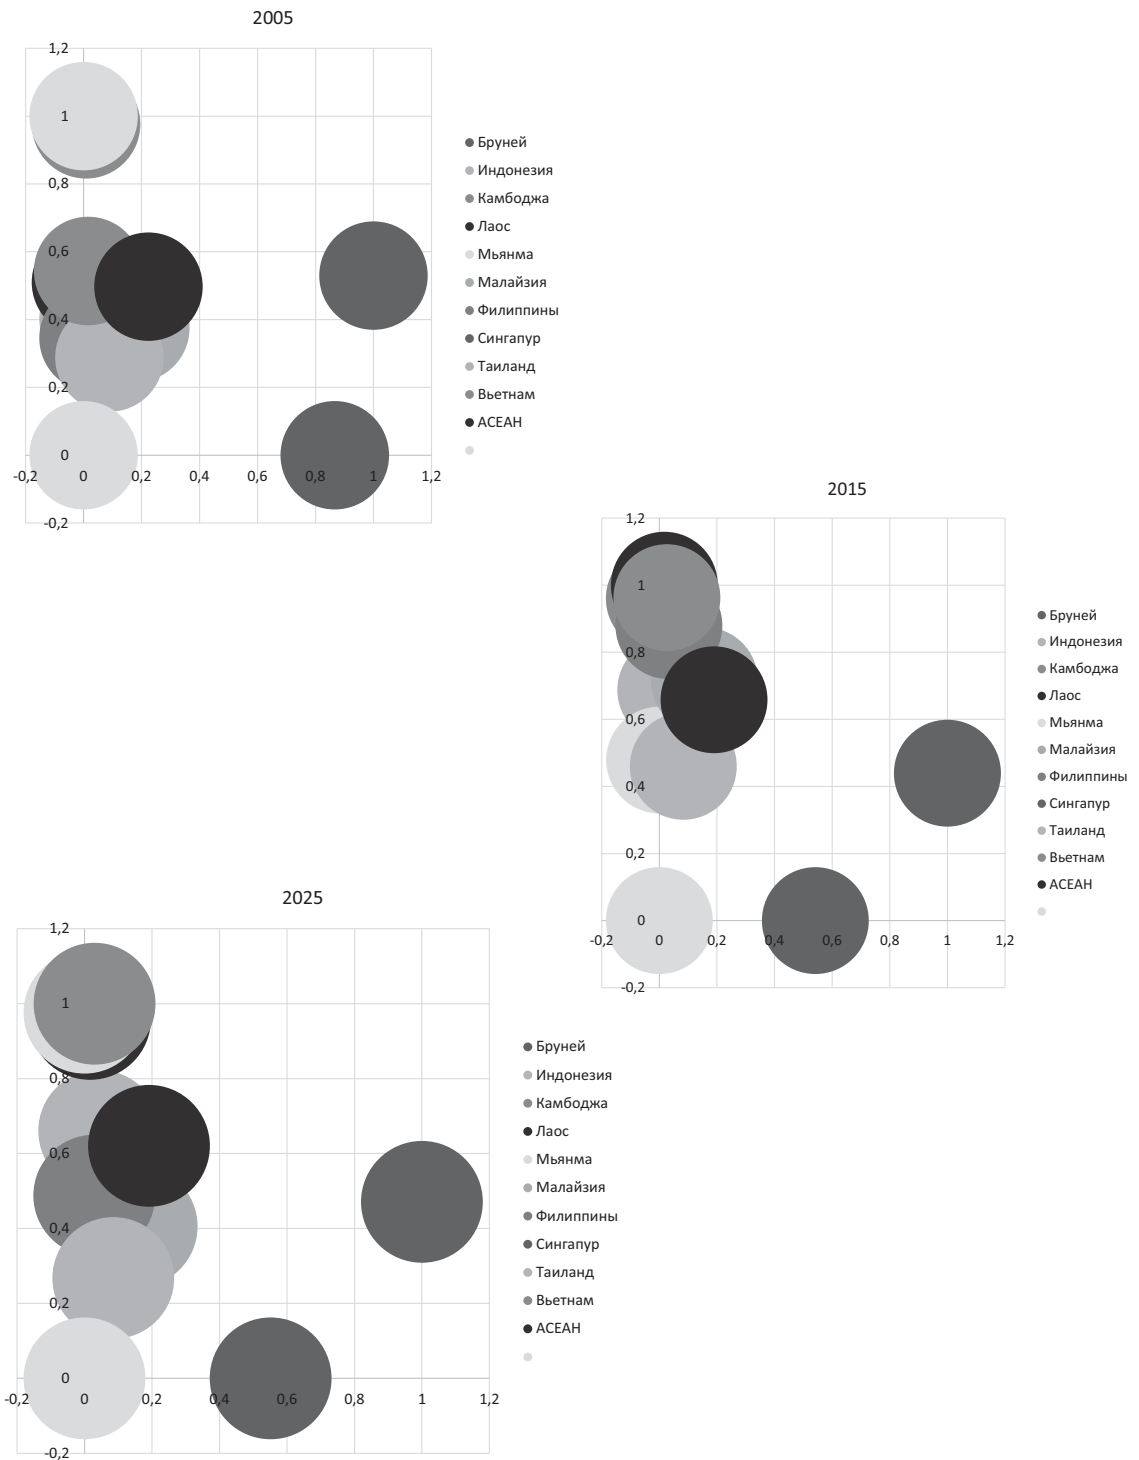 2005
1,2
1
0,8
0,6
0,4
0,2
0
-0,2 0 0,2 0,4 0,6 0,8 1 1,2
-0,2
Бруней
Индонезия
Камбоджа
Лаос
Мьянма
Малайзия
Филиппины
Сингапур
Таиланд
Вьетнам
АСЕАН
2015
1,2
1
0,8
0,6
0,4
0,2
0
-0,2 0 0,2 0,4 0,6 0,8 1 1,2
-0,2
Бруней
Индонезия
Камбоджа
Лаос
Мьянма
Малайзия
Филиппины
Сингапур
Таиланд
Вьетнам
АСЕАН
2025
1,2
1
0,8
0,6
0,4
0,2
0
-0,2 0 0,2 0,4 0,6 0,8 1 1,2
-0,2
Бруней
Индонезия
Камбоджа
Лаос
Мьянма
Малайзия
Филиппины
Сингапур
Таиланд
Вьетнам
АСЕАН